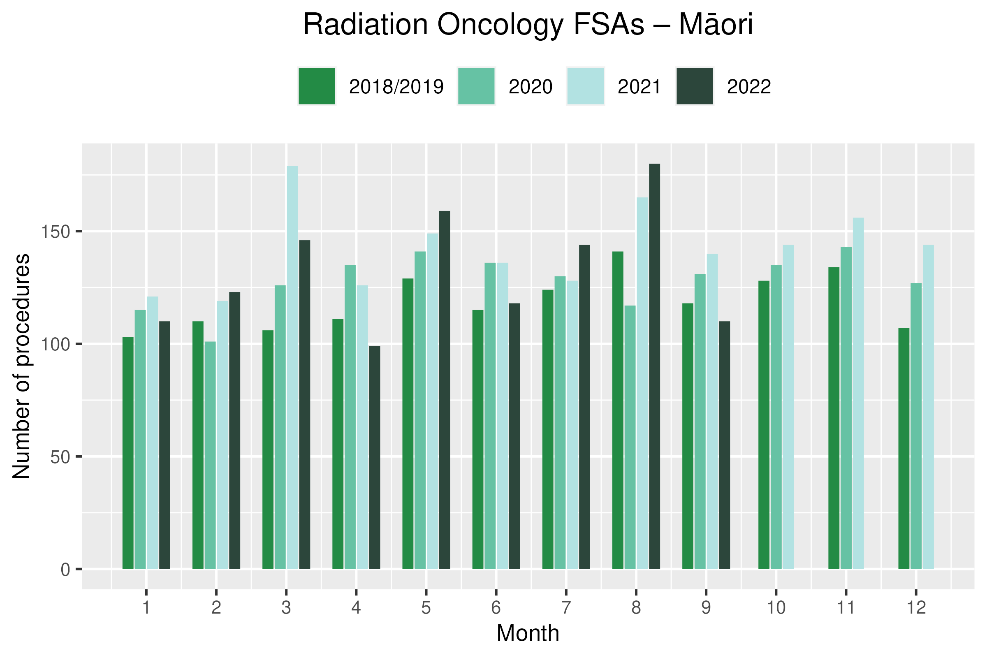 Radiation Oncology FSAs – Māori
2018/2019 2020 2021 2022
Number of procedures
150
100
50
0
1 2 3 4 5 6 7 8 9 10 11 12
Month